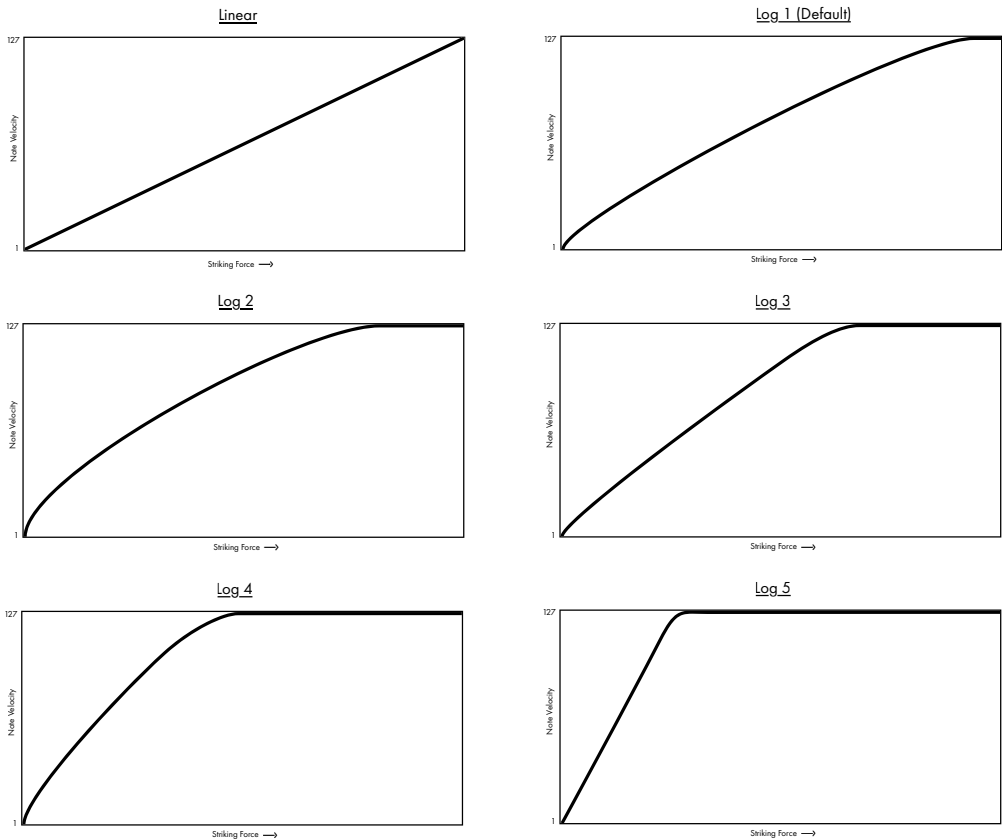 Linear
127
Note Velocity
1
Striking Force
Log 1 (Default)
127
Note Velocity
1
Striking Force
Log 2
127
Note Velocity
1
Striking Force
Log 3
127
Note Velocity
1
Striking Force
Log 4
127
Note Velocity
1
Striking Force
Log 5
127
Note Velocity
1
Striking Force